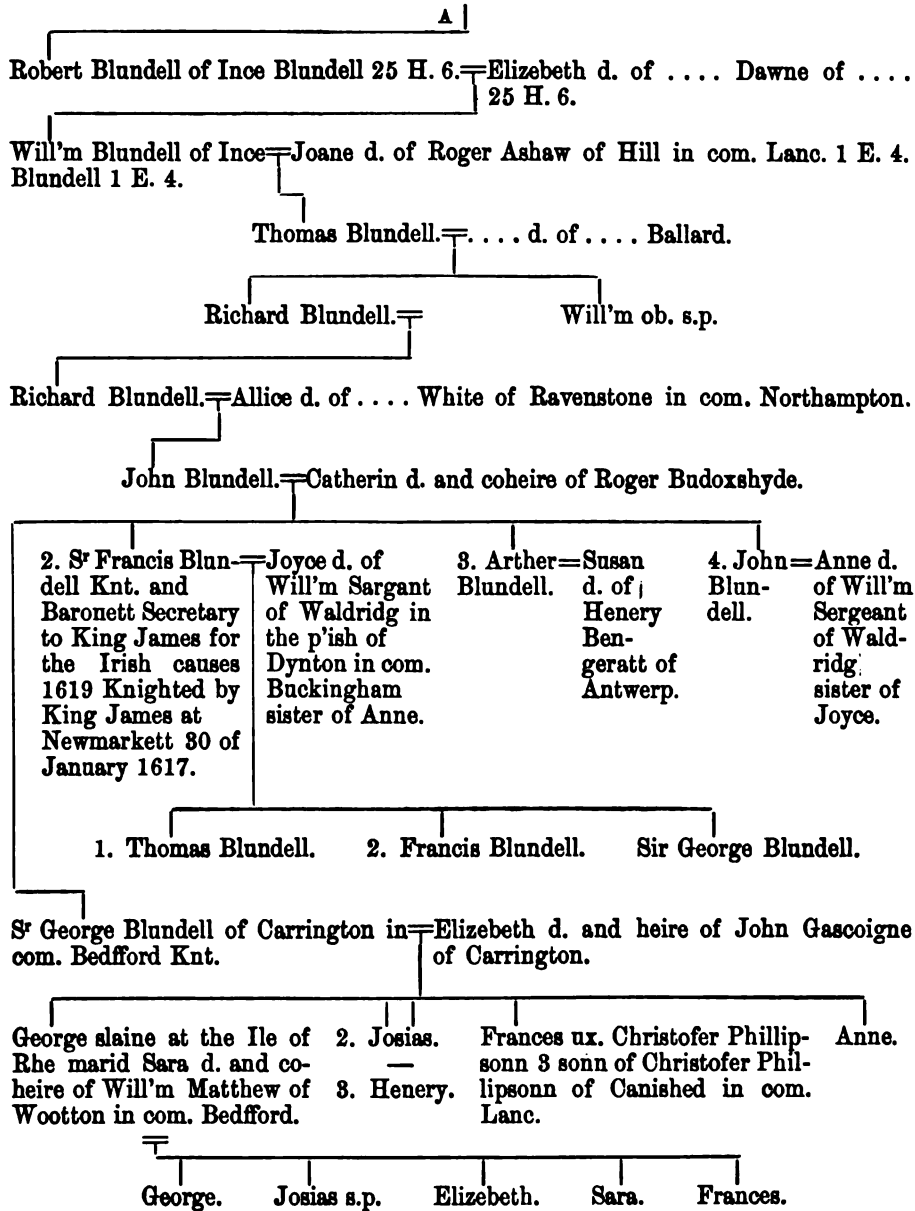 A
Robert Blundell of Ince Blundell 25 H. 6. Elizebeth d. of .... Dawne of ....
25 H. 6.
Will'm Blundell of Ince Joane d. of Roger Ashaw of Hill in com. Lanc. 1 E. 4.
Blundell 1 E. 4.
Thomas Blundell. .... d. of .... Ballard.
Richard Blundell. Will'm ob. s.p.
Richard Blundell. Allice d. of .... White of Ravenstone in com. Northampton.
John Blundell. Catherin d. and coheire of Roger Budoxshyde.
2. Sr Francis Blun-
dell Knt. and
Baronett Secretary
to King James for
the Irish causes
1619 Knighted by
King James at
Newmarkett 30 of
January 1617.
Joyce d. of
Will'm Sargant
of Waldridg in
the p'ish of
Dynton in com.
Buckingham
sister of Anne.
3. Arther
Blundell.
Susan
d. of
Henery
Ben-
geratt of
Antwerp.
4. John
Blun-
dell.
Anne d.
of Will'm
Sergeant
of Wald-
ridg
sister of
Joyce.
1. Thomas Blundell. 2. Francis Blundell. Sir George Blundell.
Sr George Blundell of Carrington in
com. Bedfford Knt.
Elizebeth d. and heire of John Gascoigne
of Carrington.
George slaine at the Ile of
Rhe marid Sara d. and co-
heire of Will'm Matthew of
Wootton in com. Bedfford.
2. Josias.
—
3. Henery.
Frances ux. Christofer Phillip-
sonn 3 sonn of Christofer Phil-
lipsonn of Canished in com.
Lanc.
Anne.
George. Josias s.p. Elizebeth. Sara. Frances.